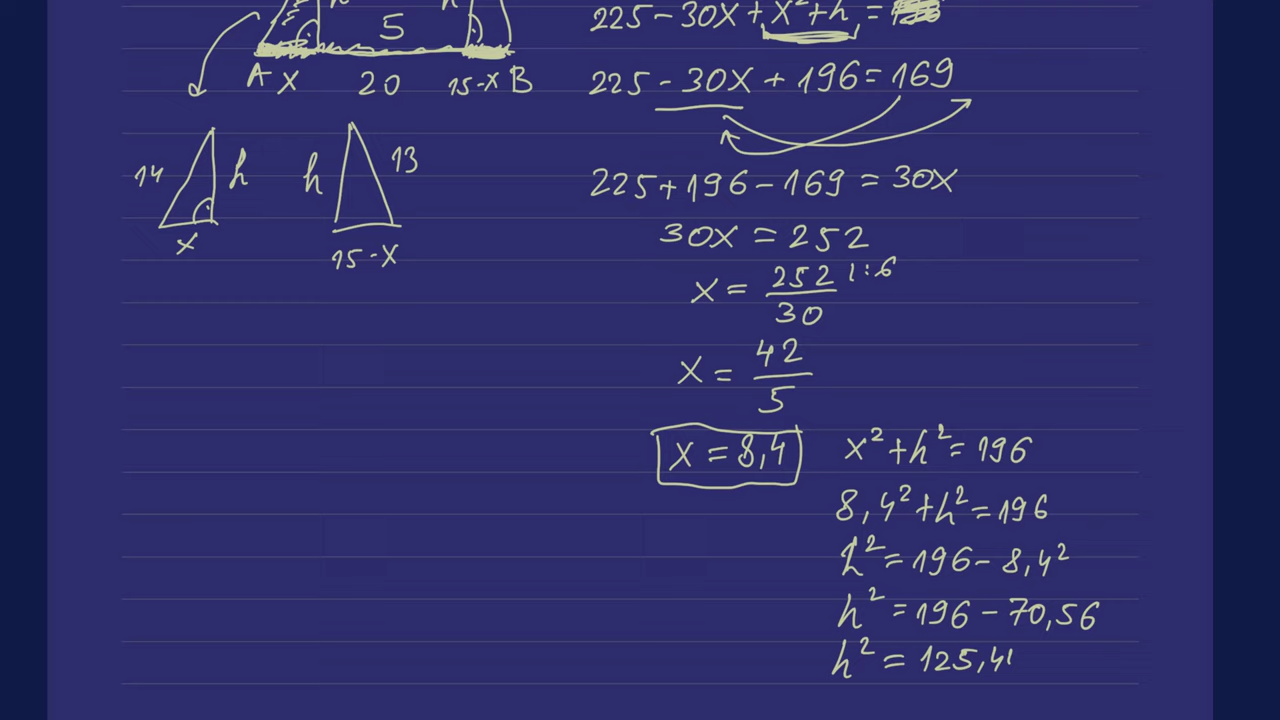 h
h
5
A X 20 15-X B
14 h
x
h 13
15-X
225 - 30X + X² + h =
225 - 30X + 196 = 169
225 + 196 - 169 = 30X
30X = 252
X = 252/30 | : 6
X = 42/5
X = 8,4
X² + h² = 196
8,4² + h² = 196
h² = 196 - 8,4²
h² = 196 - 70,56
h² = 125,4